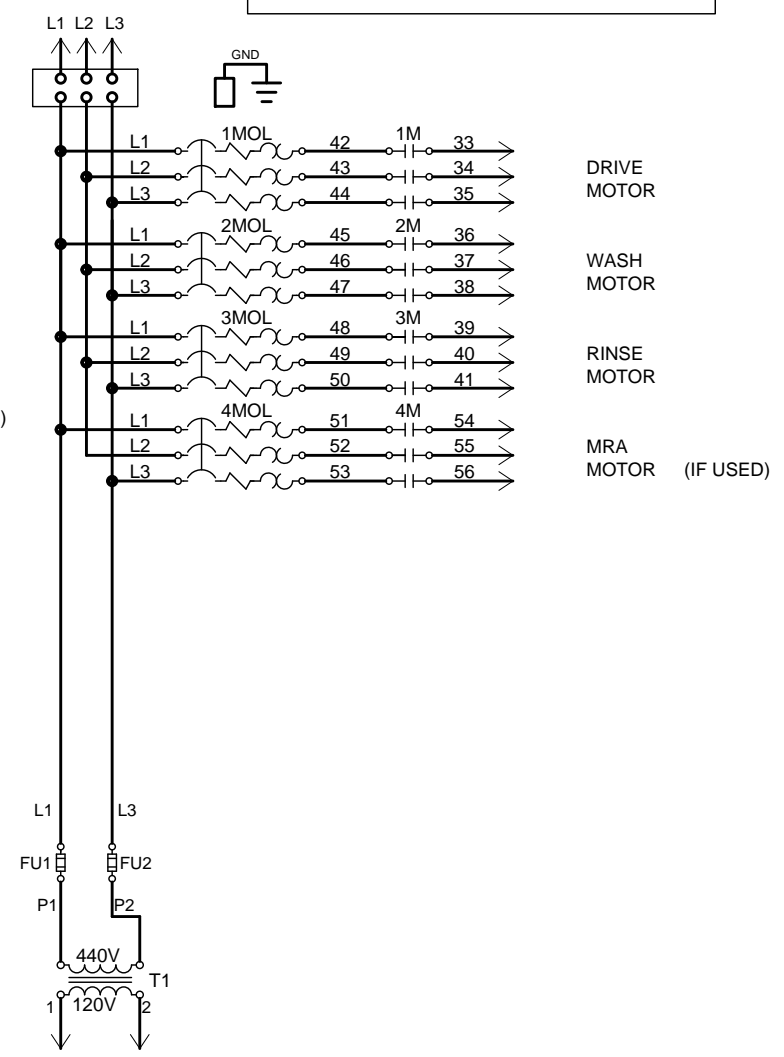 L1 L2 L3
GND
1MOL 1M
L1 42 33
L2 43 34
L3 44 35
DRIVE
MOTOR
2MOL 2M
L1 45 36
L2 46 37
L3 47 38
WASH
MOTOR
3MOL 3M
L1 48 39
L2 49 40
L3 50 41
RINSE
MOTOR
)
4MOL 4M
L1 51 54
L2 52 55
L3 53 56
MRA
MOTOR (IF USED)
L1 L3
FU1 FU2
P1 P2
440V
T1
1 120V 2